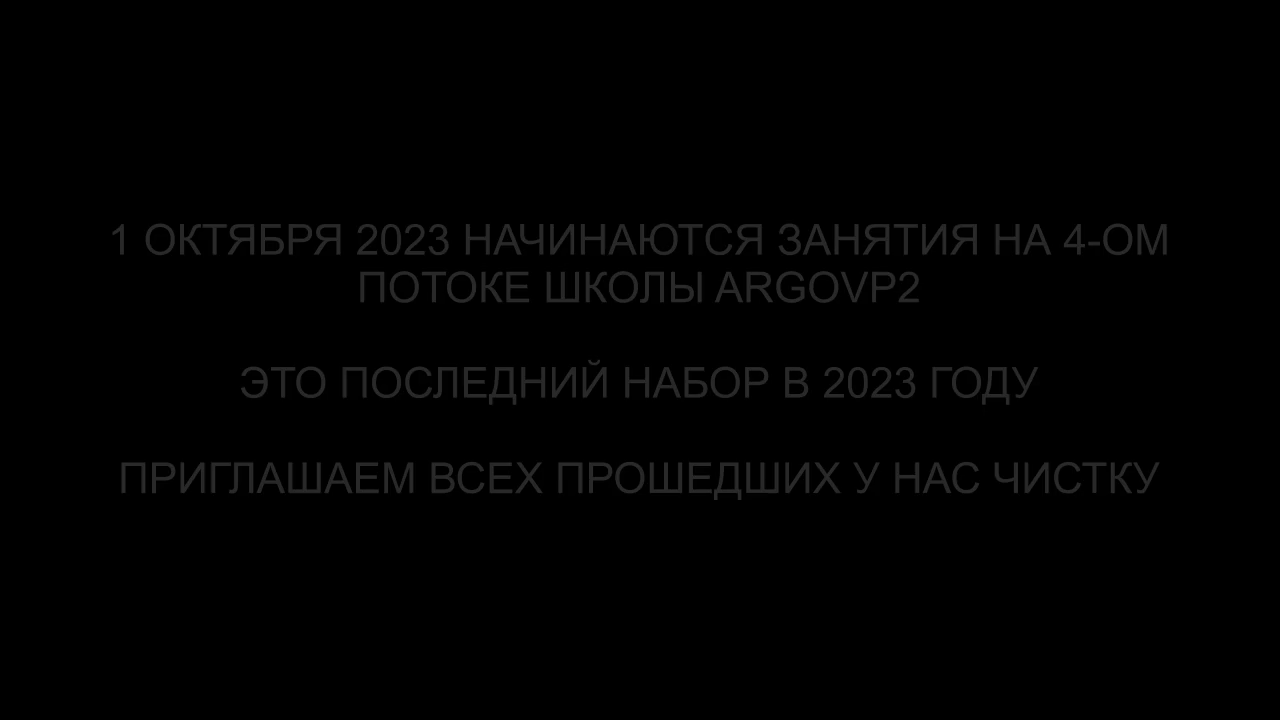 1 ОКТЯБРЯ 2023 НАЧИНАЮТСЯ ЗАНЯТИЯ НА 4-ОМ
ПОТОКЕ ШКОЛЫ ARGOVP2
ЭТО ПОСЛЕДНИЙ НАБОР В 2023 ГОДУ
ПРИГЛАШАЕМ ВСЕХ ПРОШЕДШИХ У НАС ЧИСТКУ